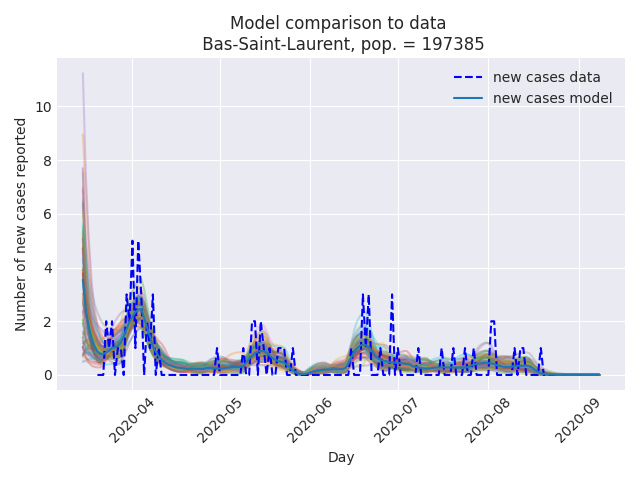 Model comparison to data
Bas-Saint-Laurent, pop. = 197385
new cases data
new cases model
Number of new cases reported
10
8
6
4
2
0
2020-04
2020-05
2020-06
2020-07
2020-08
2020-09
Day